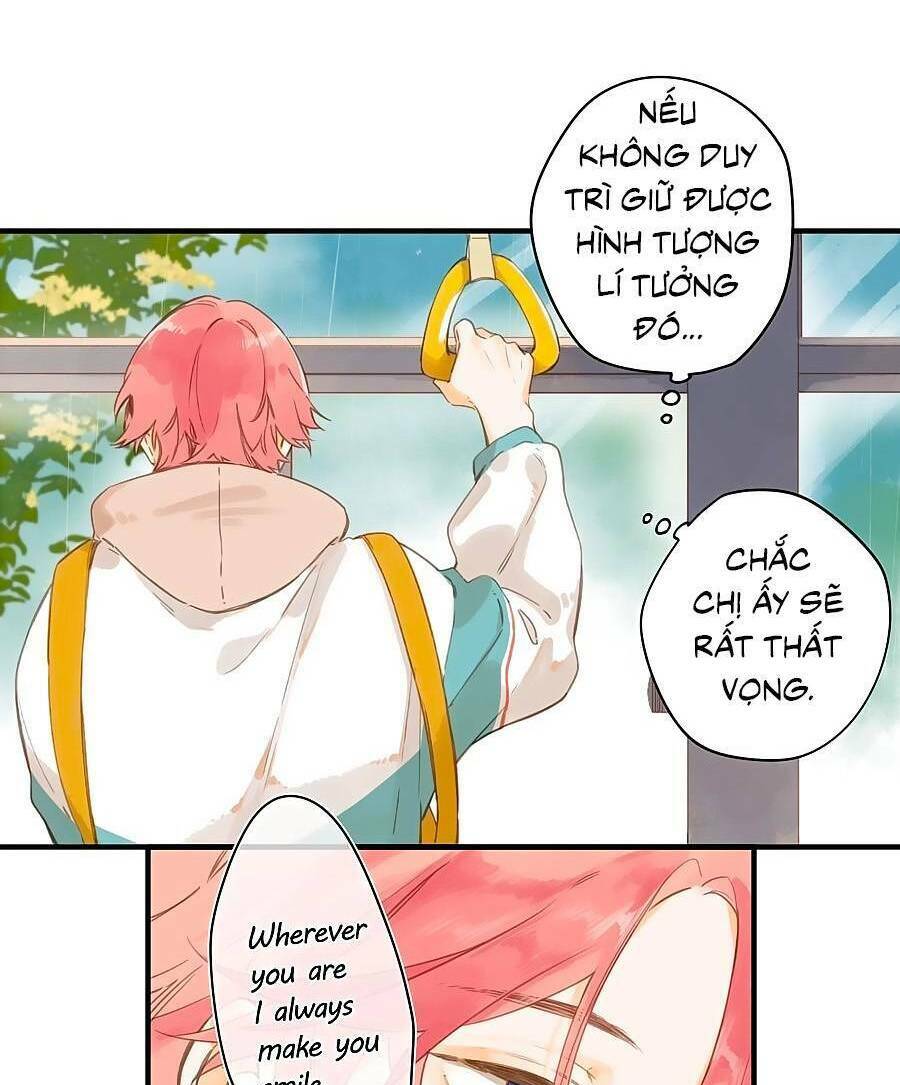 NẾU
KHÔNG DUY
TRÌ GIỮ ĐƯỢC
HÌNH TƯỢNG
LÍ TƯỞNG
ĐÓ...
CHẮC
CHỊ ẤY SẼ
RẤT THẤT
VỌNG.
Wherever
you are
I always
make you
smile